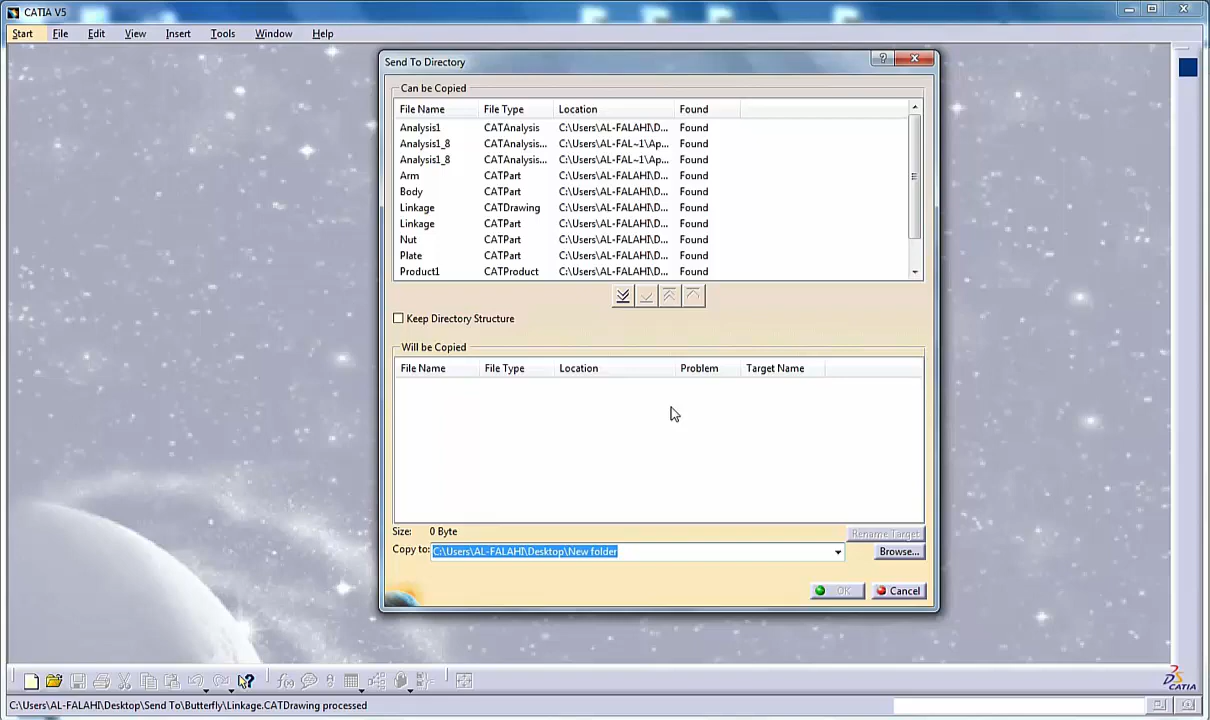 CATIA V5
Start File Edit View Insert Tools Window Help
Send To Directory
Can be Copied
File Name File Type Location Found
Analysis1 CATAnalysis C:\Users\AL-FALAHI\D... Found
Analysis1_8 CATAnalysis... C:\Users\AL-FAL~1\Ap... Found
Analysis1_8 CATAnalysis... C:\Users\AL-FAL~1\Ap... Found
Arm CATPart C:\Users\AL-FALAHI\D... Found
Body CATPart C:\Users\AL-FALAHI\D... Found
Linkage CATDrawing C:\Users\AL-FALAHI\D... Found
Linkage CATPart C:\Users\AL-FALAHI\D... Found
Nut CATPart C:\Users\AL-FALAHI\D... Found
Plate CATPart C:\Users\AL-FALAHI\D... Found
Product1 CATProduct C:\Users\AL-FALAHI\D... Found
Keep Directory Structure
Will be Copied
File Name File Type Location Problem Target Name
Size: 0 Byte
Rename Target
Copy to: C:\Users\AL-FALAHI\Desktop\New folder Browse...
OK Cancel
CATIA
C:\Users\AL-FALAHI\Desktop\Send To\Butterfly\Linkage.CATDrawing processed